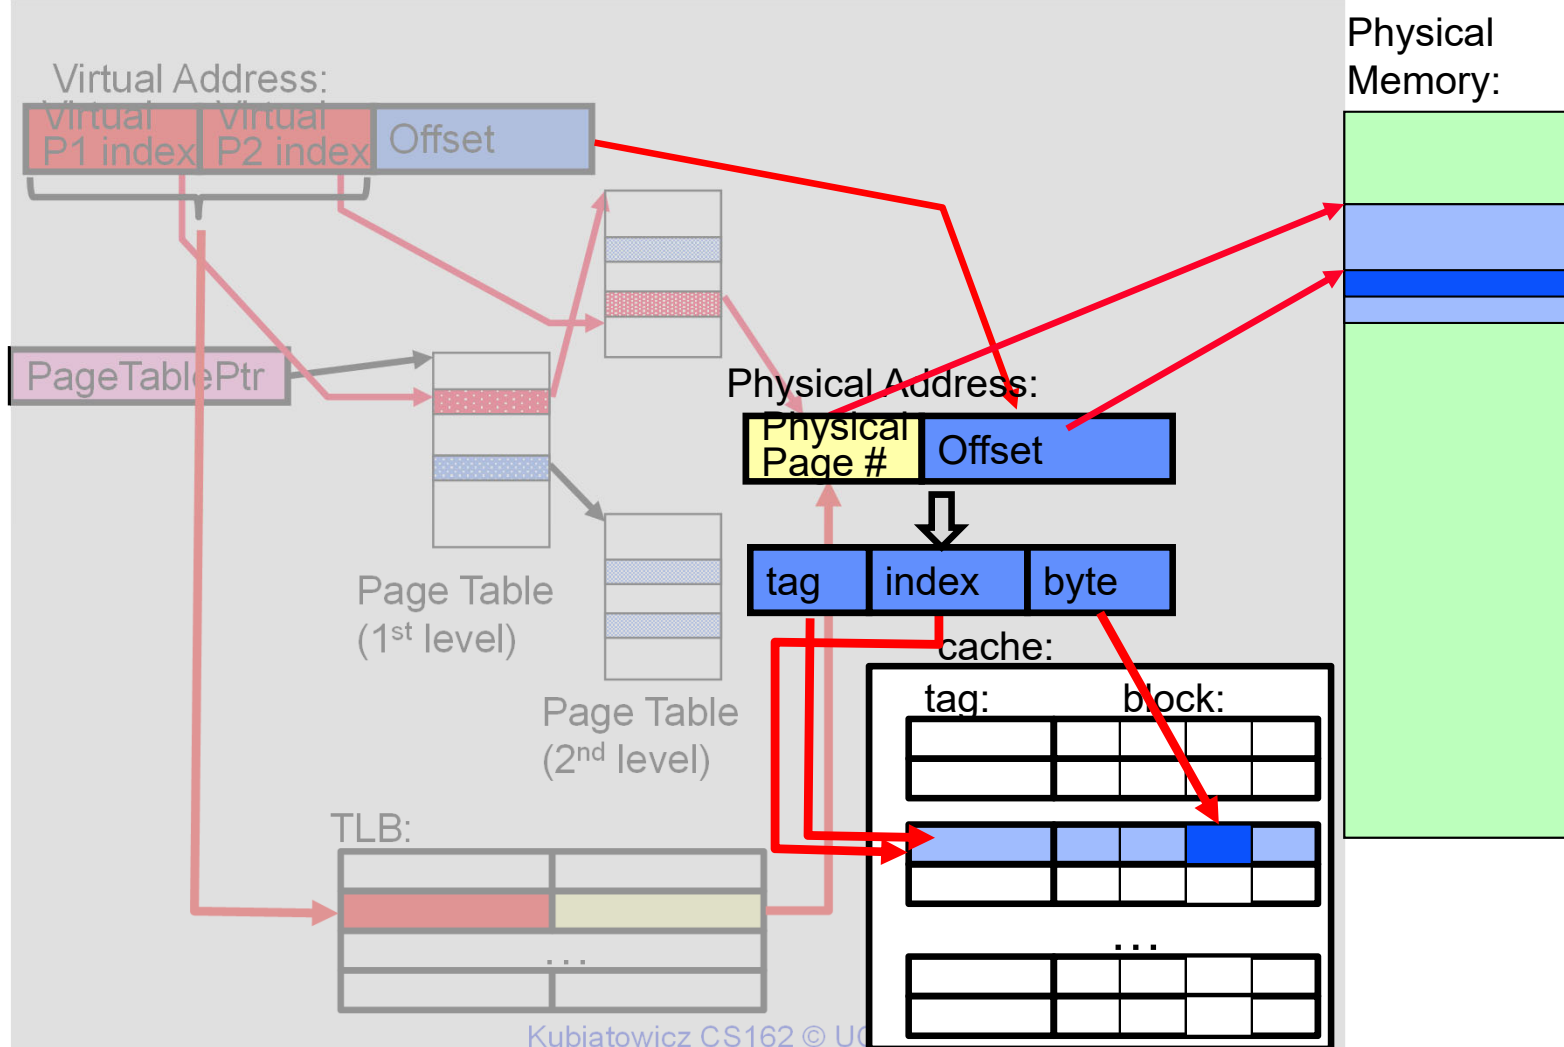 Physical
Memory:
Virtual Address:
Virtual
P1 index
Virtual
P2 index
Offset
PageTablePtr
Physical Address:
Physical
Page #
Offset
tag
index
byte
Page Table
(1st level)
cache:
tag:
block:
Page Table
(2nd level)
TLB:
...
...
Kubiatowicz CS162 ©